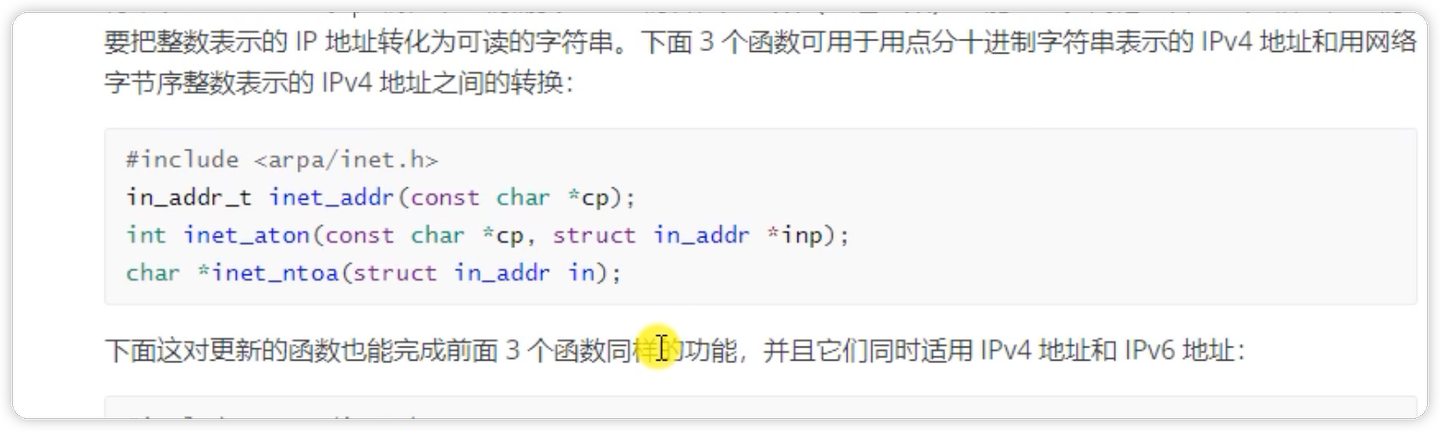 要把整数表示的 IP 地址转化为可读的字符串。下面 3 个函数可用于用点分十进制字符串表示的 IPv4 地址和用网络
字节序整数表示的 IPv4 地址之间的转换：
#include <arpa/inet.h>
in_addr_t inet_addr(const char *cp);
int inet_aton(const char *cp, struct in_addr *inp);
char *inet_ntoa(struct in_addr in);
下面这对更新的函数也能完成前面 3 个函数同样的功能，并且它们同时适用 IPv4 地址和 IPv6 地址：